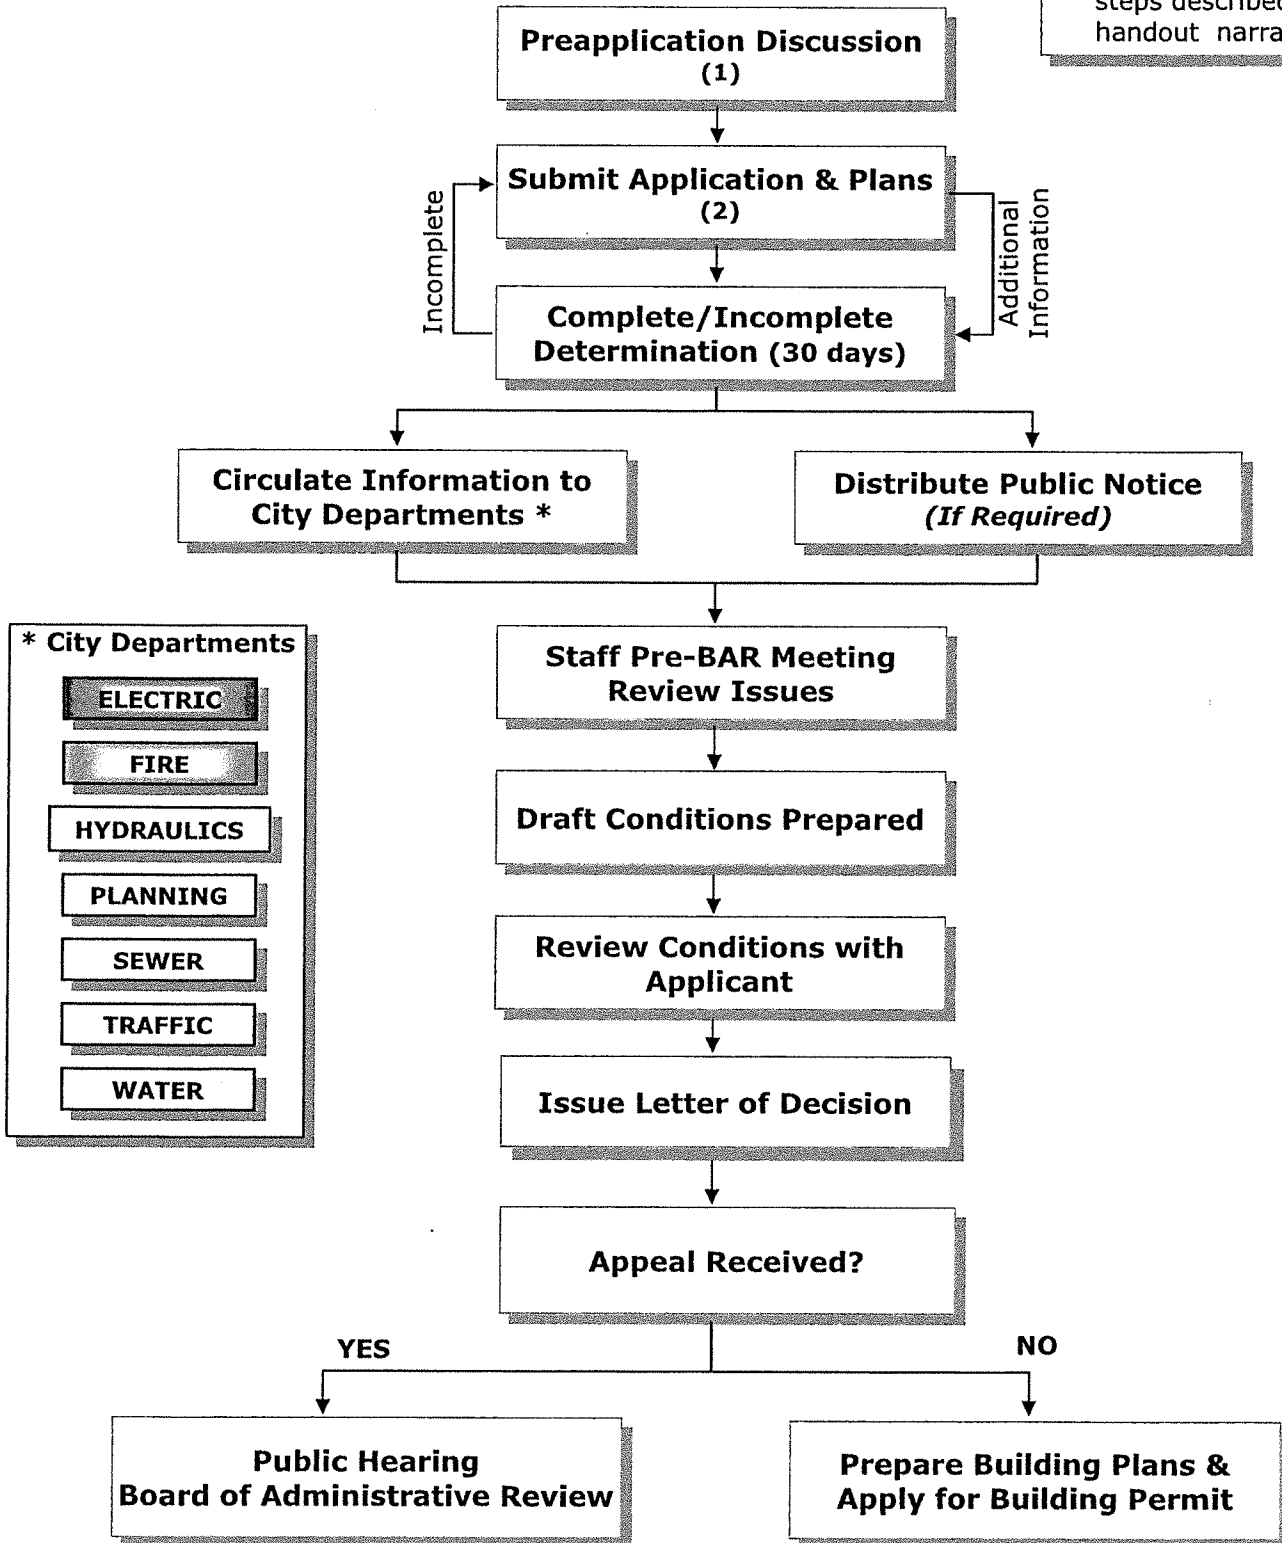 steps described
handout narra
Preapplication Discussion
(1)
Submit Application & Plans
(2)
Incomplete
Additional
Information
Complete/Incomplete
Determination (30 days)
Circulate Information to
City Departments *
Distribute Public Notice
(If Required)
* City Departments
ELECTRIC
FIRE
HYDRAULICS
PLANNING
SEWER
TRAFFIC
WATER
Staff Pre-BAR Meeting
Review Issues
Draft Conditions Prepared
Review Conditions with
Applicant
Issue Letter of Decision
Appeal Received?
YES
NO
Public Hearing
Board of Administrative Review
Prepare Building Plans &
Apply for Building Permit